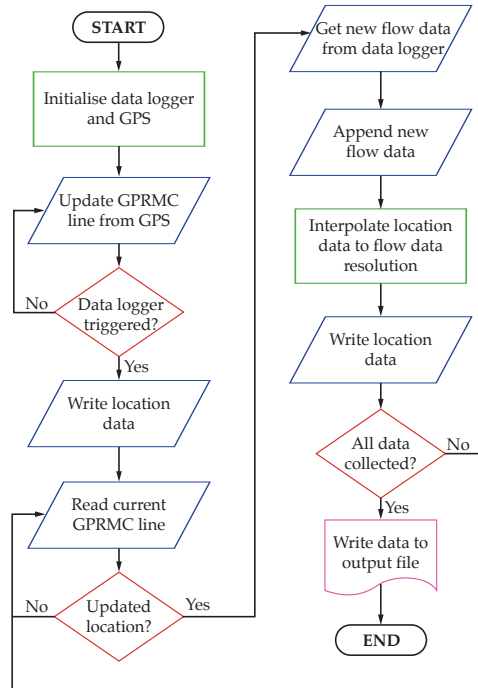 START
Initialise data logger
and GPS
Update GPRMC
line from GPS
Data logger
triggered?
No
Yes
Write location
data
Read current
GPRMC line
Updated
location?
No
Yes
Get new flow data
from data logger
Append new
flow data
Interpolate location
data to flow data
resolution
Write location
data
All data
collected?
No
Yes
Write data to
output file
END